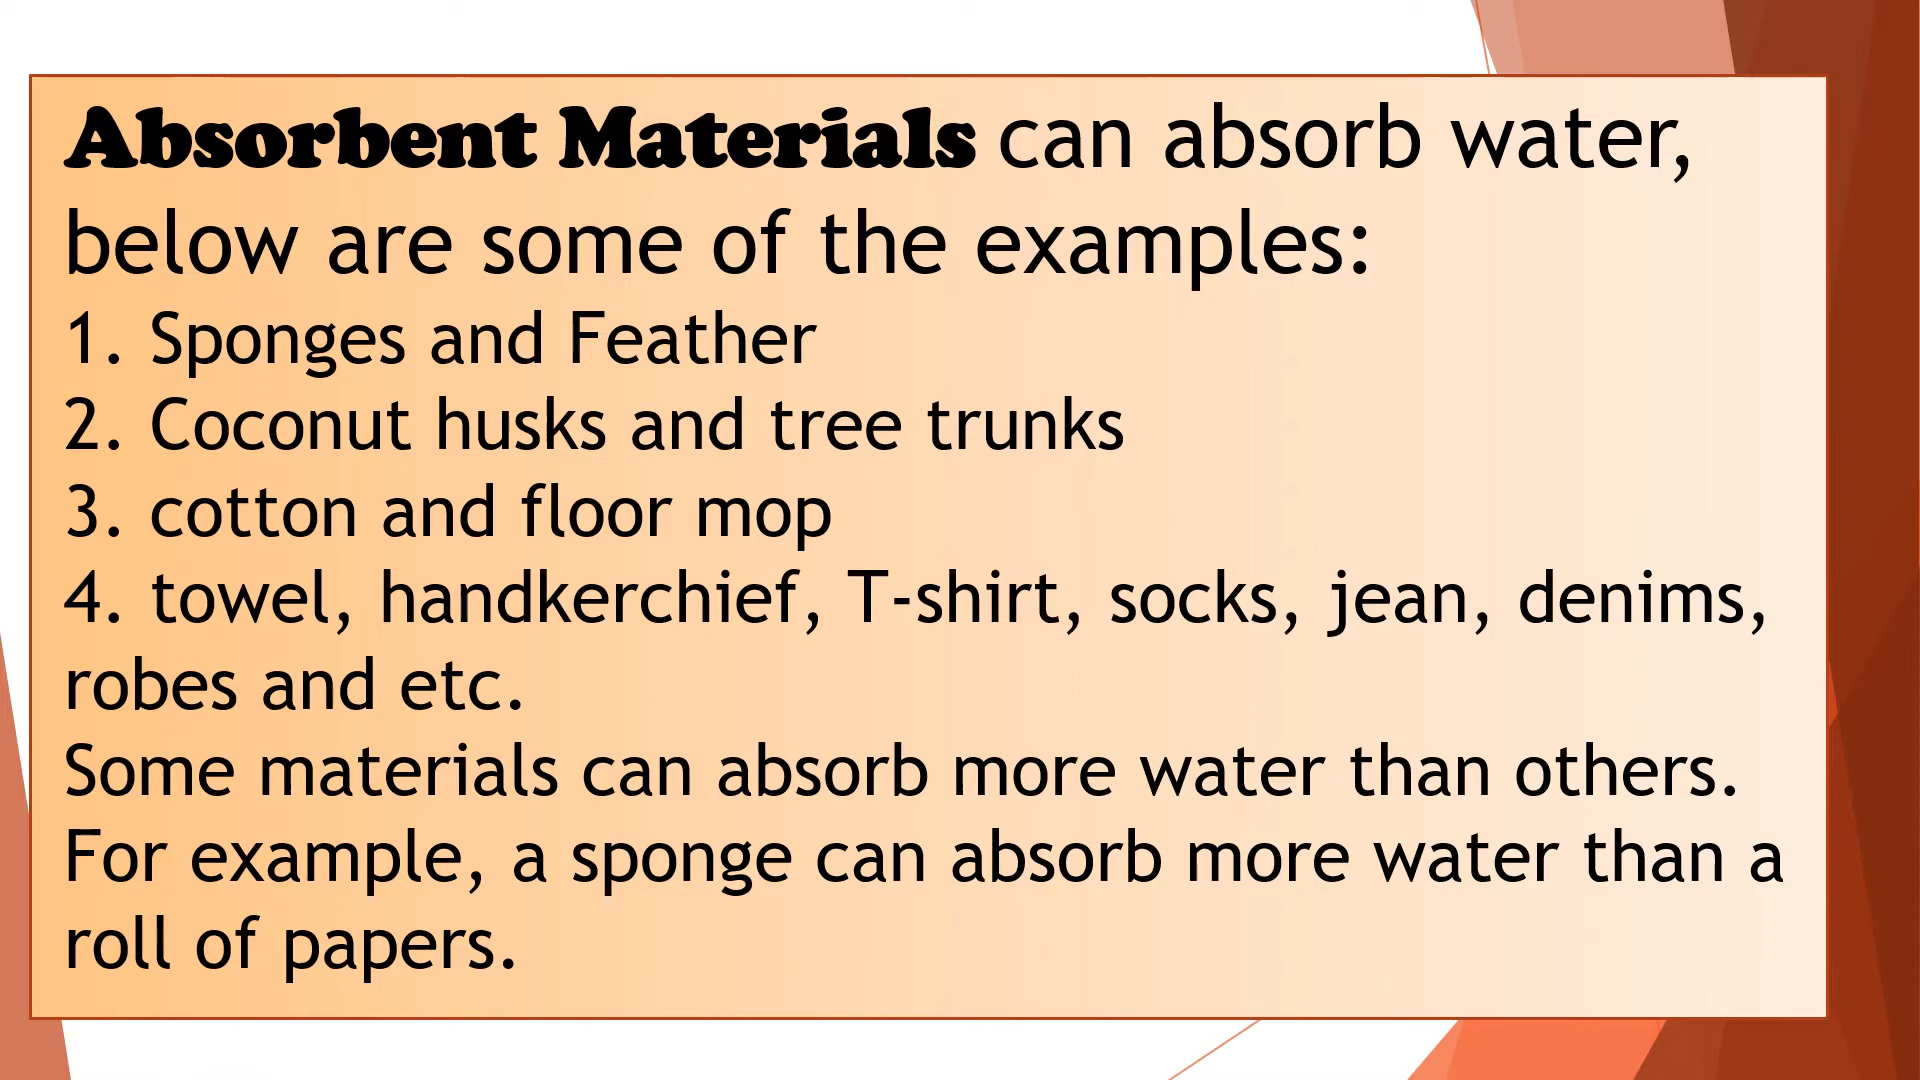 Absorbent Materials can absorb water,
below are some of the examples:
1. Sponges and Feather
2. Coconut husks and tree trunks
3. cotton and floor mop
4. towel, handkerchief, T-shirt, socks, jean, denims,
robes and etc.
Some materials can absorb more water than others.
For example, a sponge can absorb more water than a
roll of papers.